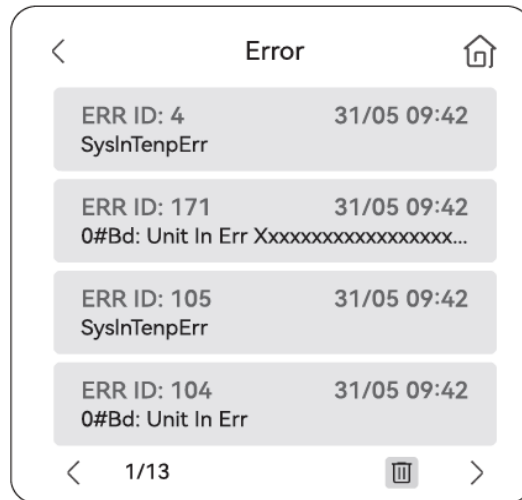 Error
ERR ID: 4 31/05 09:42
SysInTenpErr
ERR ID: 171 31/05 09:42
0#Bd: Unit In Err Xxxxxxxxxxxxxxxxxx...
ERR ID: 105 31/05 09:42
SysInTenpErr
ERR ID: 104 31/05 09:42
0#Bd: Unit In Err
1/13